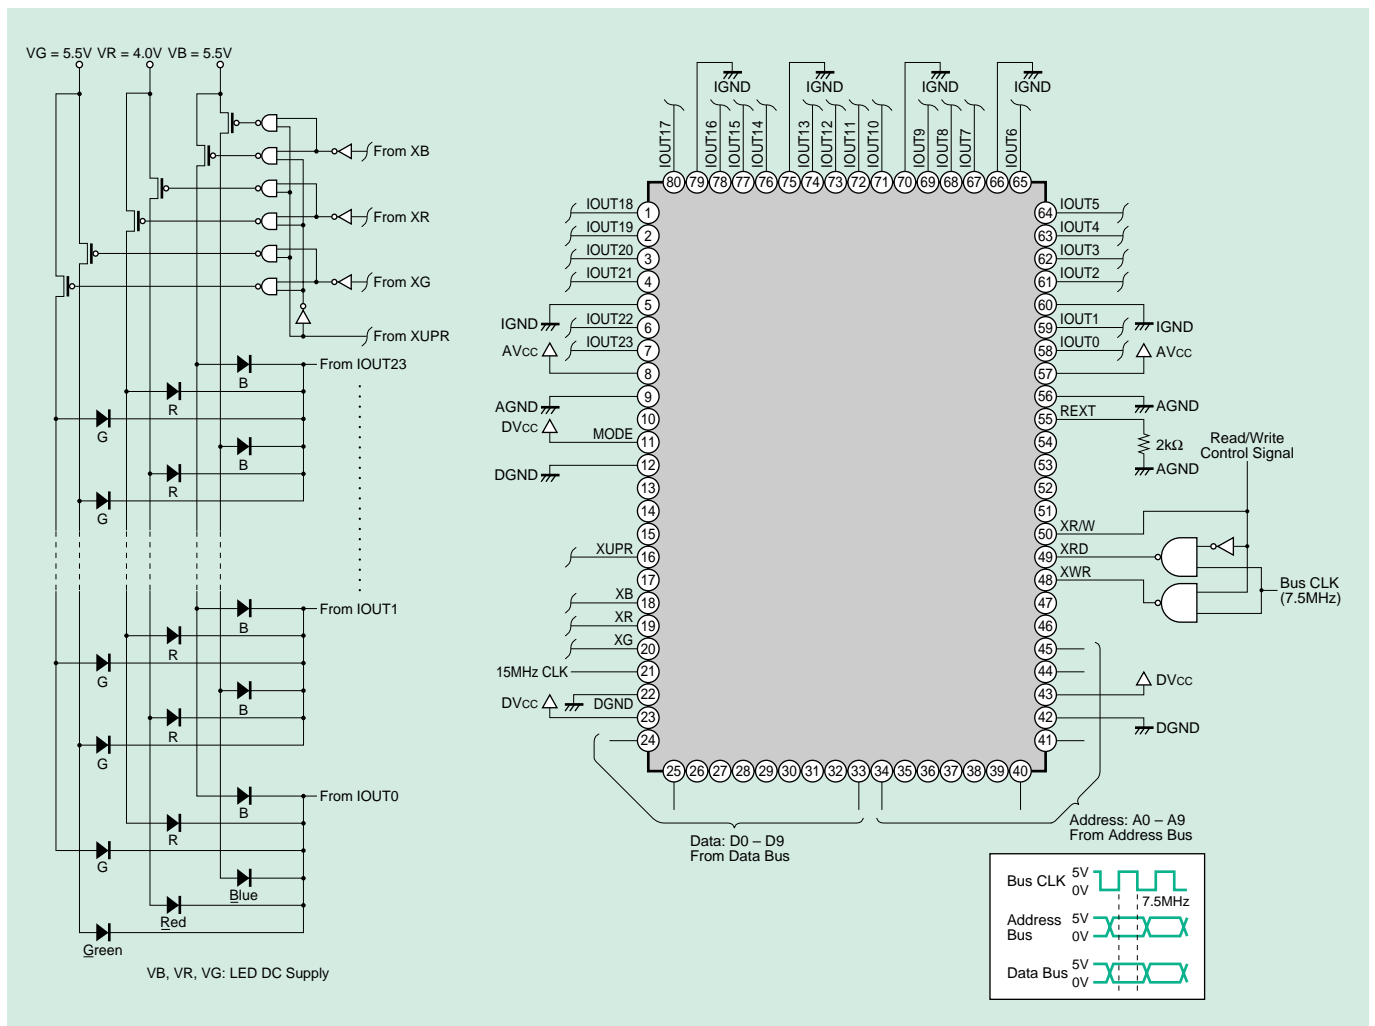 VG = 5.5V VR = 4.0V VB = 5.5V
From XB
From XR
From XG
From XUPR
From IOUT23
B
R
G
B
R
G
From IOUT1
B
R
G
B
R
G
From IOUT0
B
R
G
Blue
Red
Green
VB, VR, VG: LED DC Supply
IGND IGND IGND IGND
IOUT17 IOUT16 IOUT15 IOUT14 IOUT13 IOUT12 IOUT11 IOUT10 IOUT9 IOUT8 IOUT7 IOUT6
80 79 78 77 76 75 74 73 72 71 70 69 68 67 66 65
IOUT18 1
IOUT19 2
IOUT20 3
IOUT21 4
5
IGND
IOUT22 6
AVCC
IOUT23 7
8
9
AGND
10
DVCC
MODE 11
12
DGND
13
14
15
XUPR 16
17
XB 18
XR 19
XG 20
15MHz CLK 21
22
DVCC DGND
23
24
64 IOUT5
63 IOUT4
62 IOUT3
61 IOUT2
60
59 IOUT1 IGND
58 IOUT0 AVCC
57
56
AGND
55 REXT
2kΩ
54
AGND
53
52
51
50 XR/W
49 XRD
48 XWR
47
46
45
44
43
DVCC
42
DGND
41
Read/Write
Control Signal
Bus CLK
(7.5MHz)
25 26 27 28 29 30 31 32 33 34 35 36 37 38 39 40
Data: D0 – D9
From Data Bus
Address: A0 – A9
From Address Bus
Bus CLK 5V
0V
7.5MHz
Address
Bus
5V
0V
Data Bus 5V
0V